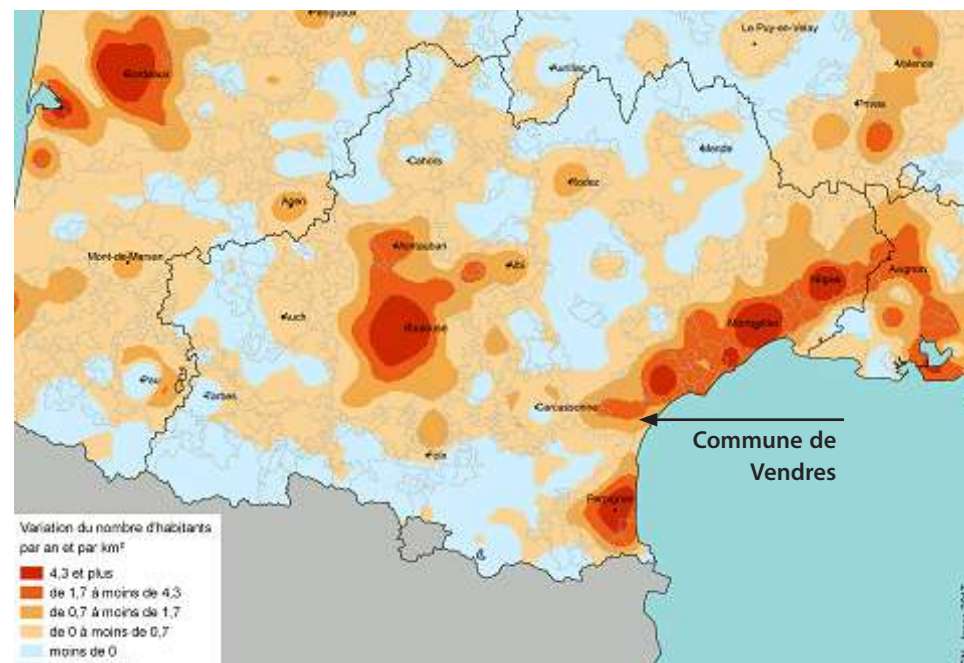 Périgueux
Le Puy-en-Velay
Bordeaux
Aurillac
Valence
Privas
Mende
Cahors
Rodez
Agen
Montauban
Albi
Mont-de-Marsan
Nîmes
Avignon
Auch
Toulouse
Montpellier
Pau
Tarbes
Carcassonne
Commune de
Vendres
Foix
Perpignan
Variation du nombre d'habitants
par an et par km²
4,3 et plus
de 1,7 à moins de 4,3
de 0,7 à moins de 1,7
de 0 à moins de 0,7
moins de 0